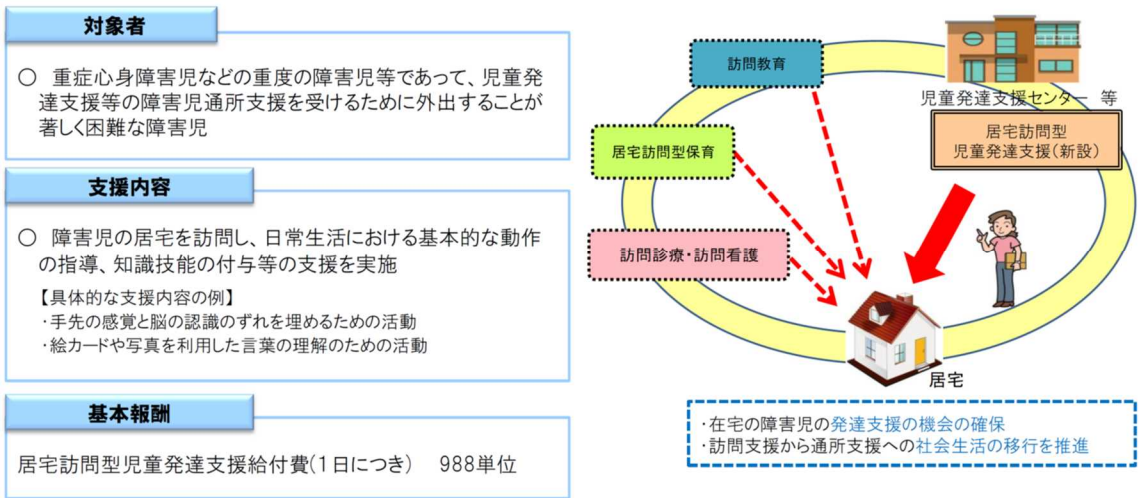 対象者
○　重症心身障害児などの重度の障害児等であって、児童発
達支援等の障害児通所支援を受けるために外出することが
著しく困難な障害児
支援内容
○　障害児の居宅を訪問し、日常生活における基本的な動作
の指導、知識技能の付与等の支援を実施
【具体的な支援内容の例】
・手先の感覚と脳の認識のずれを埋めるための活動
・絵カードや写真を利用した言葉の理解のための活動
基本報酬
居宅訪問型児童発達支援給付費(１日につき)　988単位
訪問教育
児童発達支援センター 等
居宅訪問型
児童発達支援(新設)
居宅訪問型保育
訪問診療・訪問看護
居宅
・在宅の障害児の発達支援の機会の確保
・訪問支援から通所支援への社会生活の移行を推進